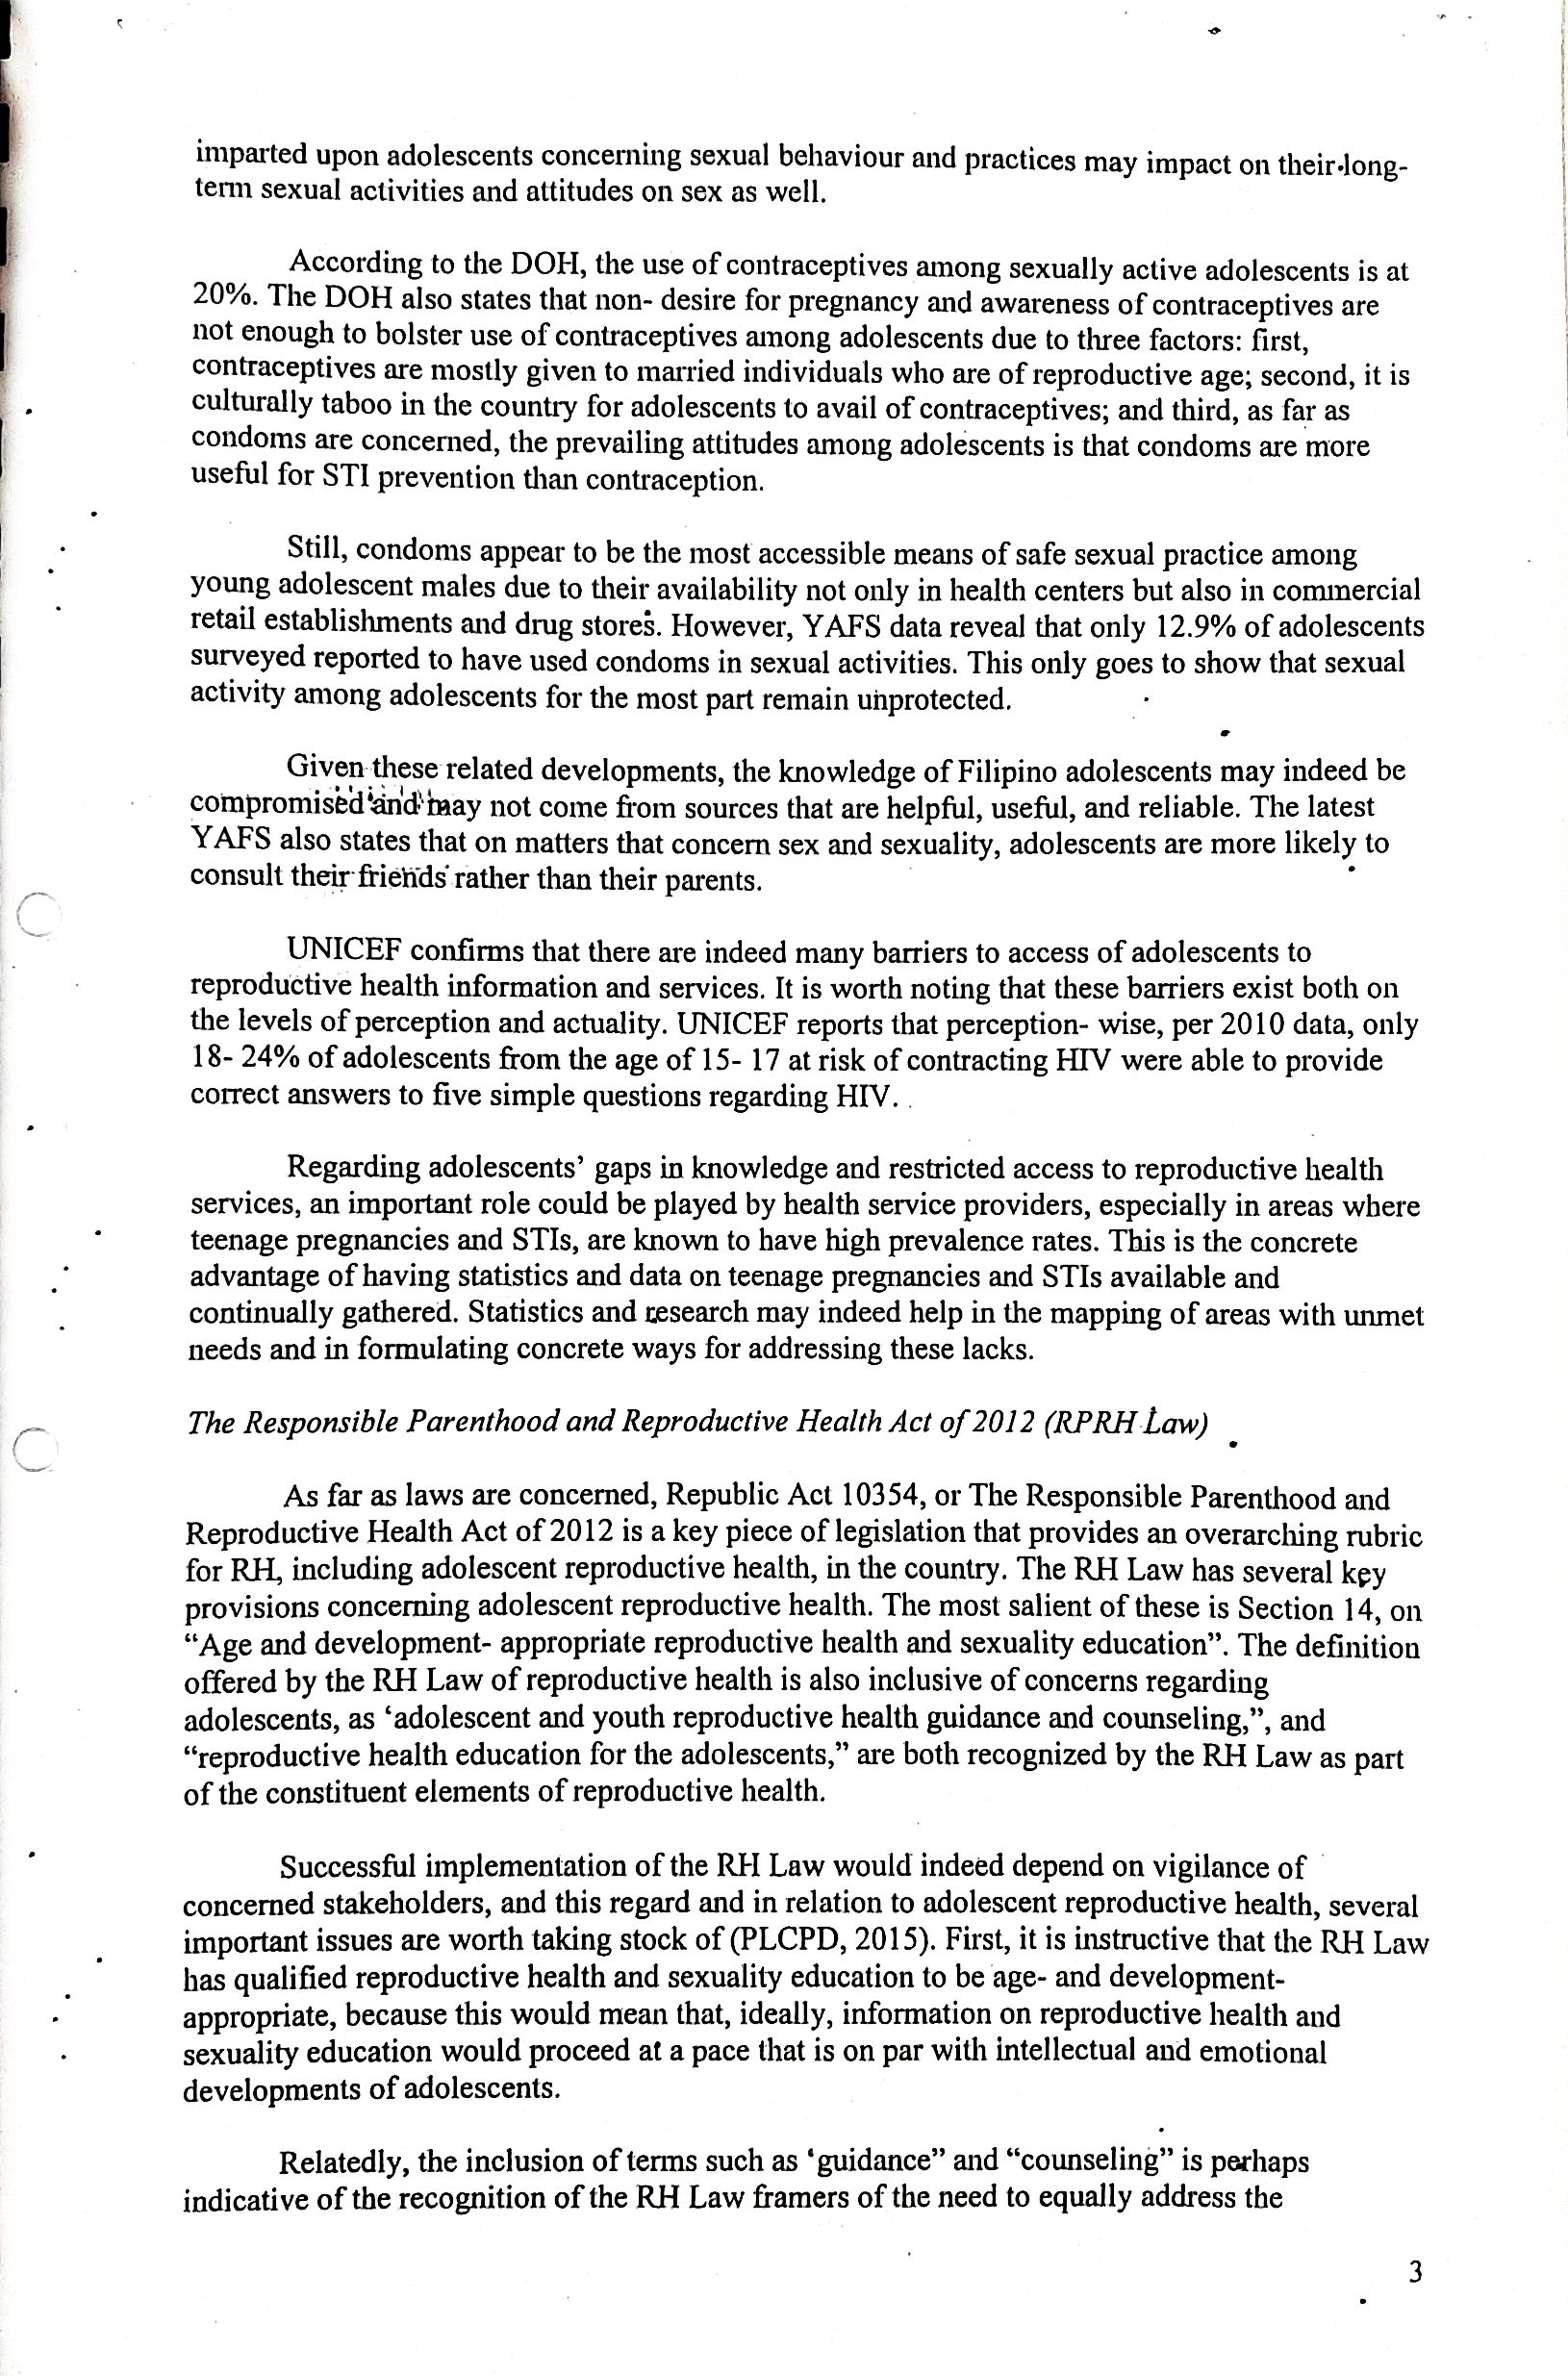 imparted upon adolescents concerning sexual behaviour and practices may impact on their long-
term sexual activities and attitudes on sex as well.
According to the DOH, the use of contraceptives among sexually active adolescents is at
20%. The DOH also states that non- desire for pregnancy and awareness of contraceptives are
not enough to bolster use of contraceptives among adolescents due to three factors: first,
contraceptives are mostly given to married individuals who are of reproductive age; second, it is
culturally taboo in the country for adolescents to avail of contraceptives; and third, as far as
condoms are concerned, the prevailing attitudes among adolescents is that condoms are more
useful for STI prevention than contraception.
Still, condoms appear to be the most accessible means of safe sexual practice among
young adolescent males due to their availability not only in health centers but also in commercial
retail establishments and drug stores. However, YAFS data reveal that only 12.9% of adolescents
surveyed reported to have used condoms in sexual activities. This only goes to show that sexual
activity among adolescents for the most part remain unprotected.
Given these related developments, the knowledge of Filipino adolescents may indeed be
compromised and may not come from sources that are helpful, useful, and reliable. The latest
YAFS also states that on matters that concern sex and sexuality, adolescents are more likely to
consult their friends rather than their parents.
UNICEF confirms that there are indeed many barriers to access of adolescents to
reproductive health information and services. It is worth noting that these barriers exist both on
the levels of perception and actuality. UNICEF reports that perception- wise, per 2010 data, only
18- 24% of adolescents from the age of 15- 17 at risk of contracting HIV were able to provide
correct answers to five simple questions regarding HIV.
Regarding adolescents’ gaps in knowledge and restricted access to reproductive health
services, an important role could be played by health service providers, especially in areas where
teenage pregnancies and STIs, are known to have high prevalence rates. This is the concrete
advantage of having statistics and data on teenage pregnancies and STIs available and
continually gathered. Statistics and research may indeed help in the mapping of areas with unmet
needs and in formulating concrete ways for addressing these lacks.
The Responsible Parenthood and Reproductive Health Act of 2012 (RPRH Law)
As far as laws are concerned, Republic Act 10354, or The Responsible Parenthood and
Reproductive Health Act of 2012 is a key piece of legislation that provides an overarching rubric
for RH, including adolescent reproductive health, in the country. The RH Law has several key
provisions concerning adolescent reproductive health. The most salient of these is Section 14, on
“Age and development- appropriate reproductive health and sexuality education”. The definition
offered by the RH Law of reproductive health is also inclusive of concerns regarding
adolescents, as ‘adolescent and youth reproductive health guidance and counseling,”, and
“reproductive health education for the adolescents,” are both recognized by the RH Law as part
of the constituent elements of reproductive health.
Successful implementation of the RH Law would indeed depend on vigilance of
concerned stakeholders, and this regard and in relation to adolescent reproductive health, several
important issues are worth taking stock of (PLCPD, 2015). First, it is instructive that the RH Law
has qualified reproductive health and sexuality education to be age- and development-
appropriate, because this would mean that, ideally, information on reproductive health and
sexuality education would proceed at a pace that is on par with intellectual and emotional
developments of adolescents.
Relatedly, the inclusion of terms such as ‘guidance” and “counseling” is perhaps
indicative of the recognition of the RH Law framers of the need to equally address the
3